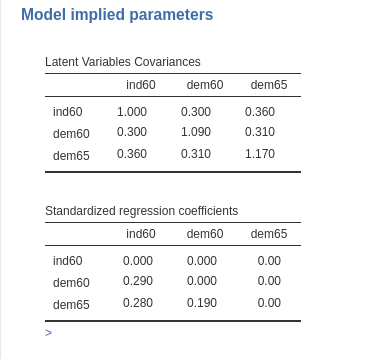 Model implied parameters
Latent Variables Covariances
ind60 dem60 dem65
ind60 1.000 0.300 0.360
dem60 0.300 1.090 0.310
dem65 0.360 0.310 1.170
Standardized regression coefficients
ind60 dem60 dem65
ind60 0.000 0.000 0.00
dem60 0.290 0.000 0.00
dem65 0.280 0.190 0.00
>